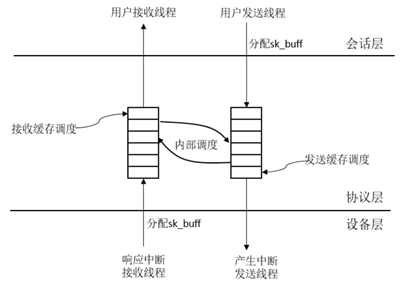 用户接收线程
用户发送线程
分配sk_buff
会话层
接收缓存调度
内部调度
发送缓存调度
协议层
分配sk_buff
设备层
响应中断
接收线程
产生中断
发送线程